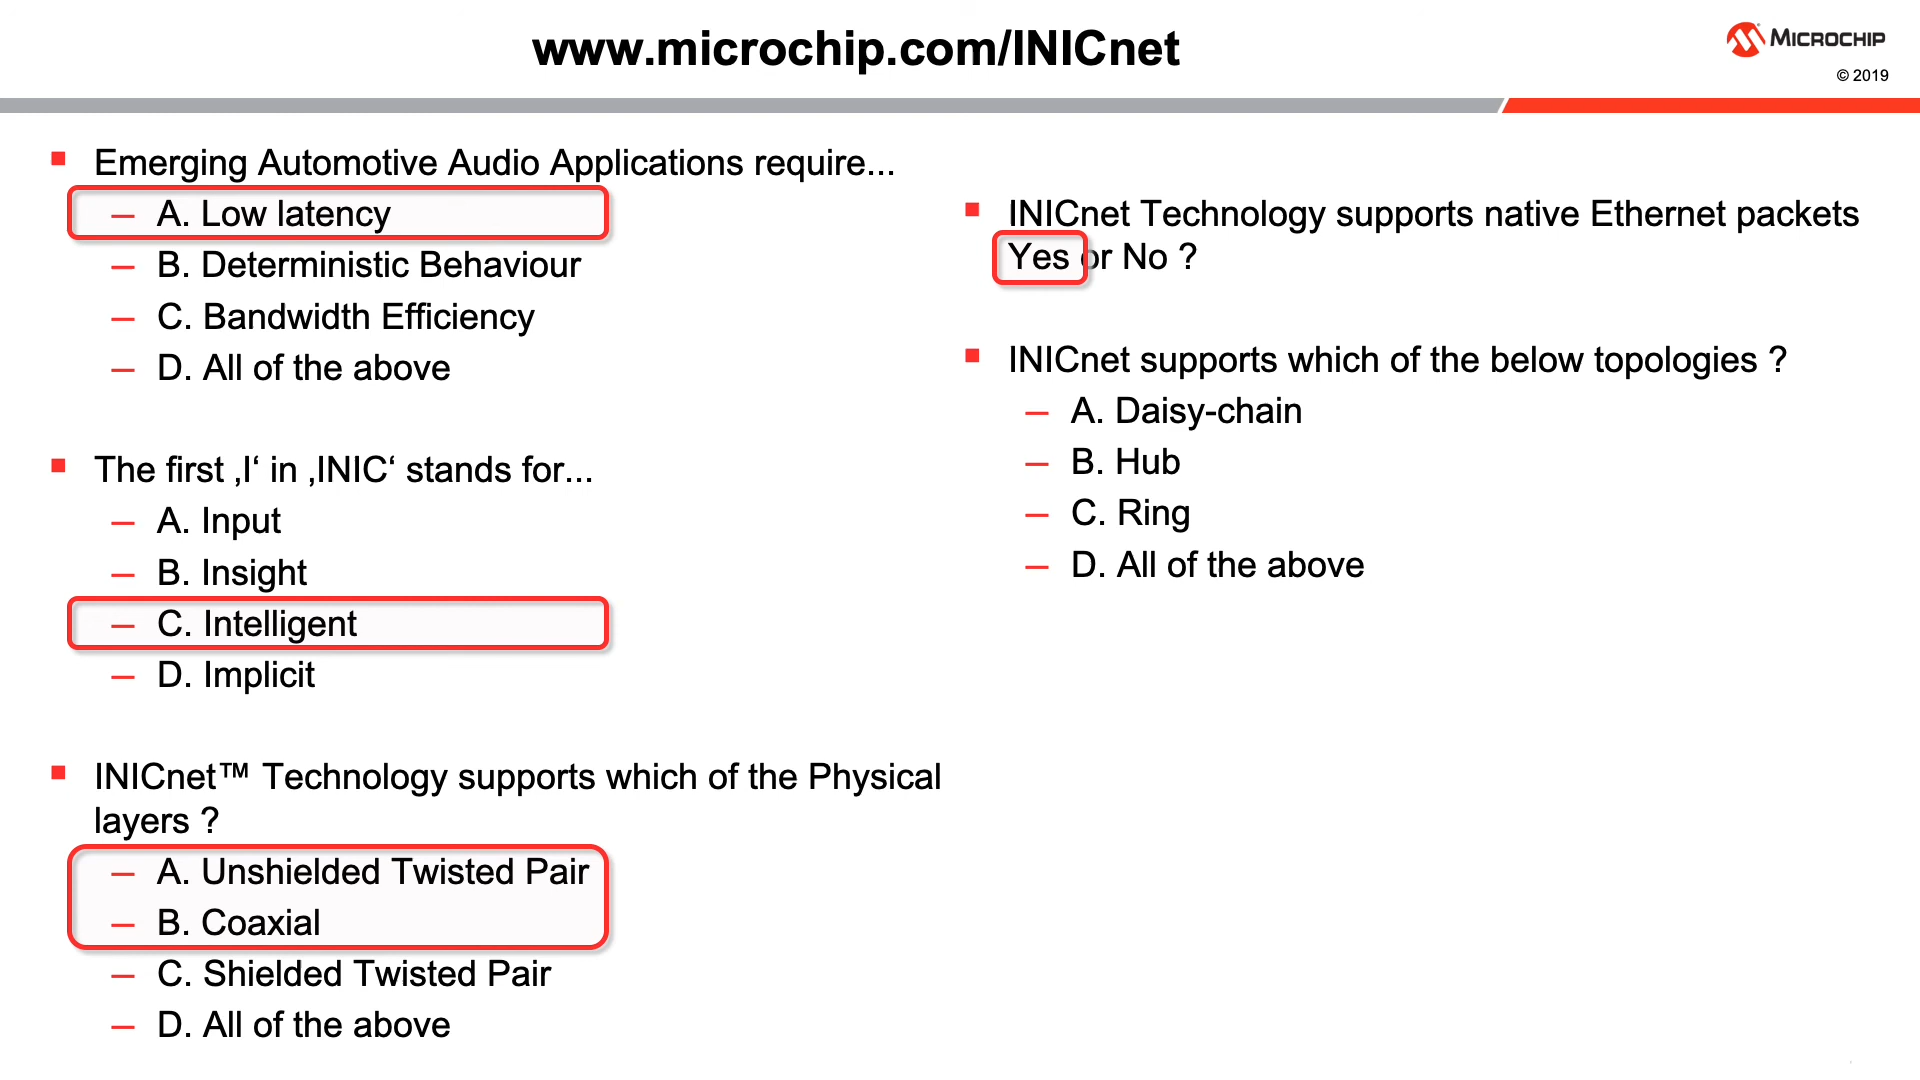 www.microchip.com/INICnet
MICROCHIP
© 2019
Emerging Automotive Audio Applications require...
– A. Low latency
– B. Deterministic Behaviour
– C. Bandwidth Efficiency
– D. All of the above
The first ‚I‘ in ‚INIC‘ stands for...
– A. Input
– B. Insight
– C. Intelligent
– D. Implicit
INICnet™ Technology supports which of the Physical
layers ?
– A. Unshielded Twisted Pair
– B. Coaxial
– C. Shielded Twisted Pair
– D. All of the above
INICnet Technology supports native Ethernet packets
Yes or No ?
INICnet supports which of the below topologies ?
– A. Daisy-chain
– B. Hub
– C. Ring
– D. All of the above